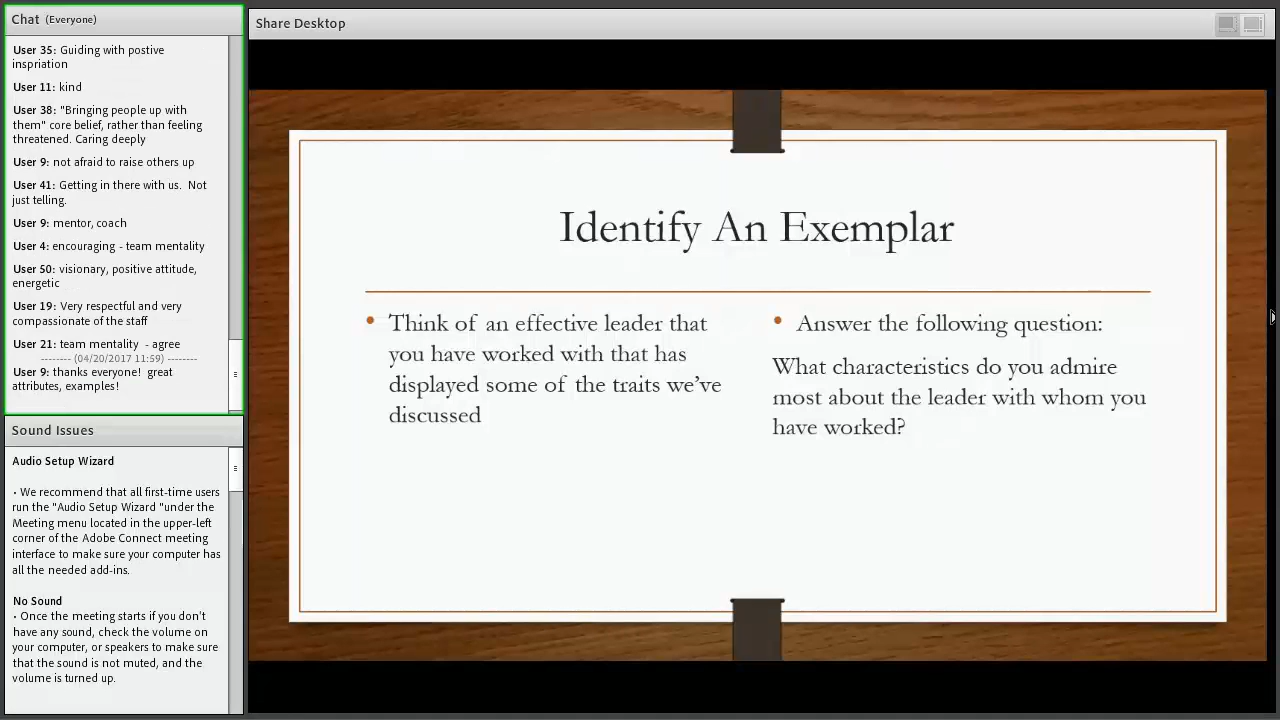 Chat (Everyone)
User 35: Guiding with postive
inspriation
User 11: kind
User 38: "Bringing people up with
them" core belief, rather than feeling
threatened. Caring deeply
User 9: not afraid to raise others up
User 41: Getting in there with us. Not
just telling.
User 9: mentor, coach
User 4: encouraging - team mentality
User 50: visionary, positive attitude,
energetic
User 19: Very respectful and very
compassionate of the staff
User 21: team mentality - agree
-------- (04/20/2017 11:59) --------
User 9: thanks everyone! great
attributes, examples!
Sound Issues
Audio Setup Wizard
• We recommend that all first-time users
run the "Audio Setup Wizard "under the
Meeting menu located in the upper-left
corner of the Adobe Connect meeting
interface to make sure your computer has
all the needed add-ins.
No Sound
• Once the meeting starts if you don't
have any sound, check the volume on
your computer, or speakers to make sure
that the sound is not muted, and the
volume is turned up.
Share Desktop
Identify An Exemplar
• Think of an effective leader that
you have worked with that has
displayed some of the traits we've
discussed
• Answer the following question:
What characteristics do you admire
most about the leader with whom you
have worked?